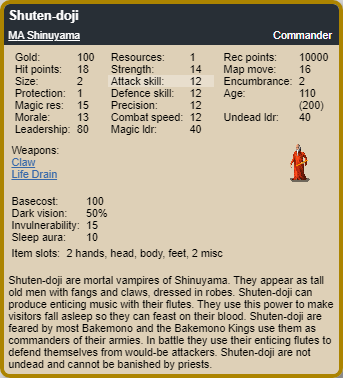 Shuten-doji
MA Shinuyama Commander
Gold: 100 Resources: 1 Rec points: 10000
Hit points: 18 Strength: 14 Map move: 16
Size: 2 Attack skill: 12 Encumbrance: 2
Protection: 1 Defence skill: 12 Age: 110
Magic res: 15 Precision: 12 (200)
Morale: 13 Combat speed: 12 Undead ldr: 40
Leadership: 80 Magic ldr: 40
Weapons:
Claw
Life Drain
Basecost: 100
Dark vision: 50%
Invulnerability: 15
Sleep aura: 10
Item slots: 2 hands, head, body, feet, 2 misc
Shuten-doji are mortal vampires of Shinuyama. They appear as tall
old men with fangs and claws, dressed in robes. Shuten-doji can
produce enticing music with their flutes. They use this power to make
visitors fall asleep so they can feast on their blood. Shuten-doji are
feared by most Bakemono and the Bakemono Kings use them as
commanders of their armies. In battle they use their enticing flutes to
defend themselves from would-be attackers. Shuten-doji are not
undead and cannot be banished by priests.